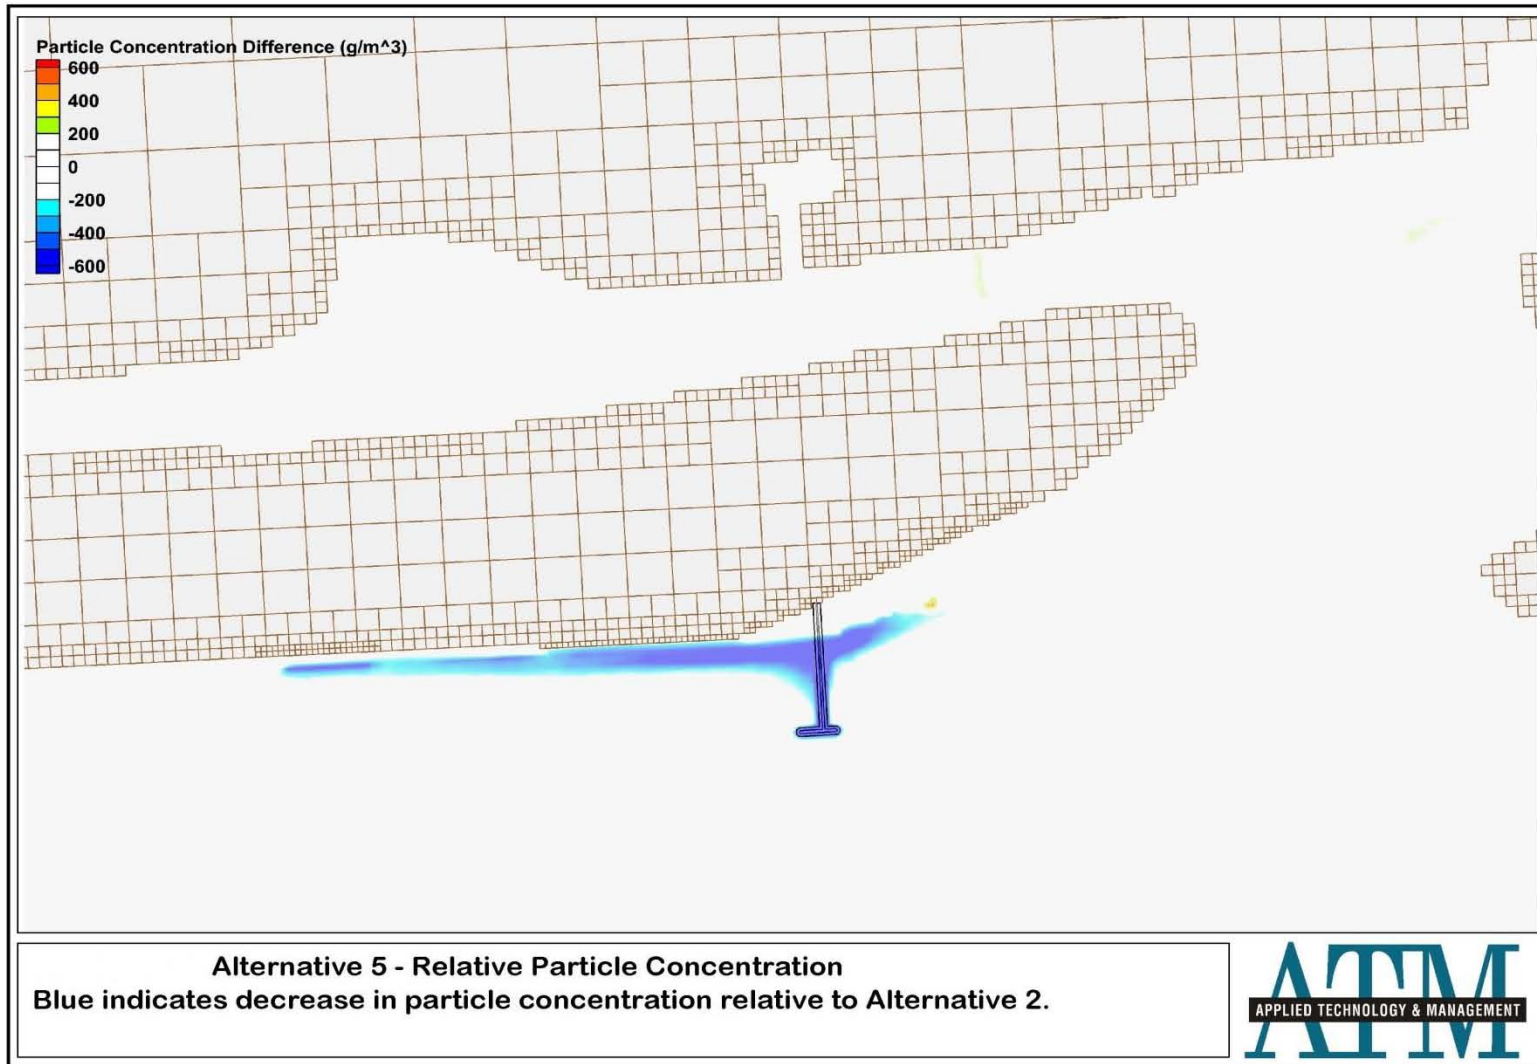 Particle Concentration Difference (g/m^3)
600
400
200
0
-200
-400
-600
Alternative 5 - Relative Particle Concentration
Blue indicates decrease in particle concentration relative to Alternative 2.
ATM
APPLIED TECHNOLOGY & MANAGEMENT